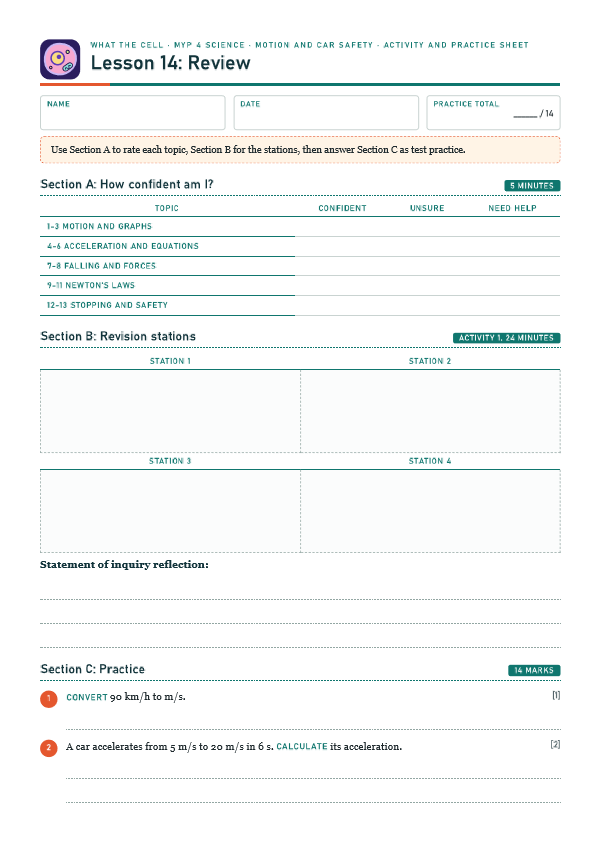 WHAT THE CELL · MYP 4 SCIENCE · MOTION AND CAR SAFETY · ACTIVITY AND PRACTICE SHEET
Lesson 14: Review
NAME
DATE
PRACTICE TOTAL
_____ / 14
Use Section A to rate each topic, Section B for the stations, then answer Section C as test practice.
Section A: How confident am I? 5 MINUTES
TOPIC CONFIDENT UNSURE NEED HELP
1–3 MOTION AND GRAPHS
4–6 ACCELERATION AND EQUATIONS
7–8 FALLING AND FORCES
9–11 NEWTON'S LAWS
12–13 STOPPING AND SAFETY
Section B: Revision stations ACTIVITY 1, 24 MINUTES
STATION 1 STATION 2
STATION 3 STATION 4
Statement of inquiry reflection:
Section C: Practice 14 MARKS
1 CONVERT 90 km/h to m/s. [1]
2 A car accelerates from 5 m/s to 20 m/s in 6 s. CALCULATE its acceleration. [2]